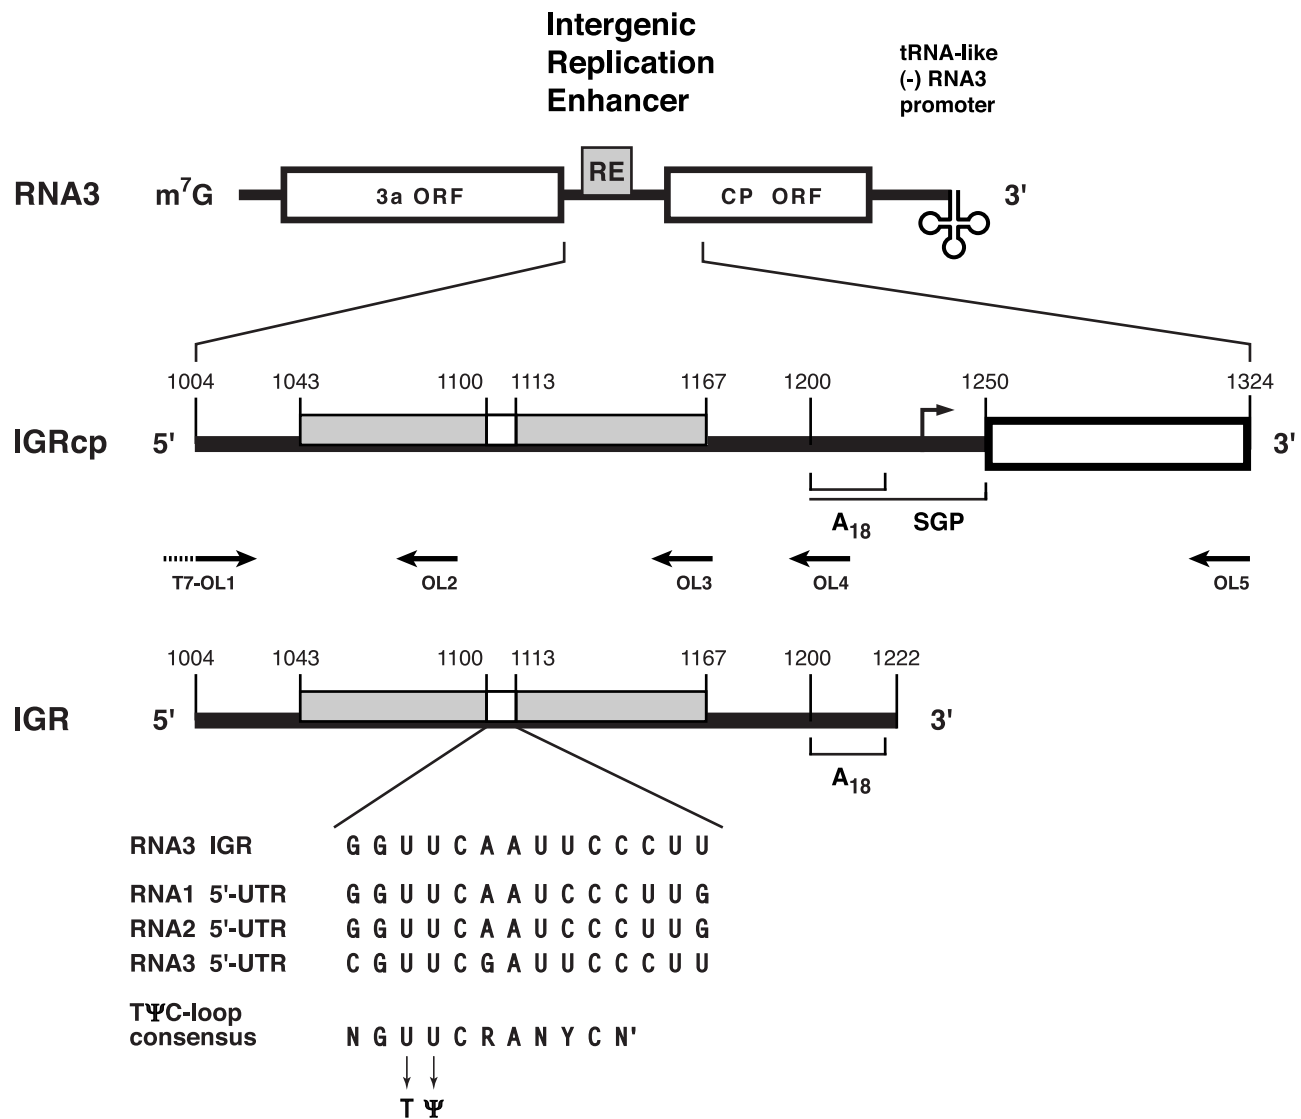 Intergenic
Replication
Enhancer
tRNA-like
(-) RNA3
promoter
RNA3 m⁷G 3a ORF RE CP ORF 3'
1004 1043 1100 1113 1167 1200 1250 1324
IGRcp 5' 3'
A₁₈ SGP
T7-OL1 OL2 OL3 OL4 OL5
1004 1043 1100 1113 1167 1200 1222
IGR 5' 3'
A₁₈
RNA3 IGR G G U U C A A U U C C C U U
RNA1 5'-UTR G G U U C A A U C C C U U G
RNA2 5'-UTR G G U U C A A U C C C U U G
RNA3 5'-UTR C G U U C G A U U C C C U U
TΨC-loop
consensus N G U U C R A N Y C N'
T Ψ